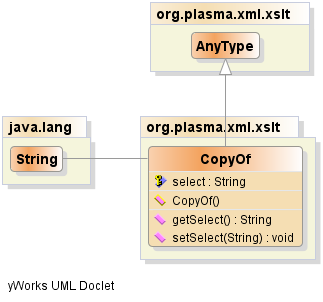 org.plasma.xml.xslt
AnyType
java.lang
String
org.plasma.xml.xslt
CopyOf
select : String
CopyOf()
getSelect() : String
setSelect(String) : void
yWorks UML Doclet